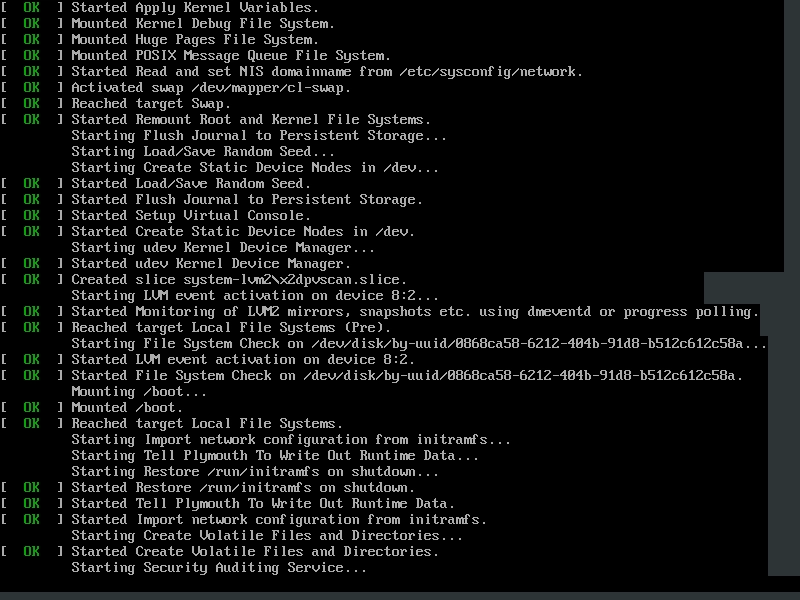 [  OK  ] Started Apply Kernel Variables.
[  OK  ] Mounted Kernel Debug File System.
[  OK  ] Mounted Huge Pages File System.
[  OK  ] Mounted POSIX Message Queue File System.
[  OK  ] Started Read and set NIS domainname from /etc/sysconfig/network.
[  OK  ] Activated swap /dev/mapper/cl-swap.
[  OK  ] Reached target Swap.
[  OK  ] Started Remount Root and Kernel File Systems.
         Starting Flush Journal to Persistent Storage...
         Starting Load/Save Random Seed...
         Starting Create Static Device Nodes in /dev...
[  OK  ] Started Load/Save Random Seed.
[  OK  ] Started Flush Journal to Persistent Storage.
[  OK  ] Started Setup Virtual Console.
[  OK  ] Started Create Static Device Nodes in /dev.
         Starting udev Kernel Device Manager...
[  OK  ] Started udev Kernel Device Manager.
[  OK  ] Created slice system-lvm2\x2dpvscan.slice.
         Starting LVM event activation on device 8:2...
[  OK  ] Started Monitoring of LVM2 mirrors, snapshots etc. using dmeventd or progress polling.
[  OK  ] Reached target Local File Systems (Pre).
         Starting File System Check on /dev/disk/by-uuid/0868ca58-6212-404b-91d8-b512c612c58a...
[  OK  ] Started LVM event activation on device 8:2.
[  OK  ] Started File System Check on /dev/disk/by-uuid/0868ca58-6212-404b-91d8-b512c612c58a.
         Mounting /boot...
[  OK  ] Mounted /boot.
[  OK  ] Reached target Local File Systems.
         Starting Import network configuration from initramfs...
         Starting Tell Plymouth To Write Out Runtime Data...
         Starting Restore /run/initramfs on shutdown...
[  OK  ] Started Restore /run/initramfs on shutdown.
[  OK  ] Started Tell Plymouth To Write Out Runtime Data.
[  OK  ] Started Import network configuration from initramfs.
         Starting Create Volatile Files and Directories...
[  OK  ] Started Create Volatile Files and Directories.
         Starting Security Auditing Service...